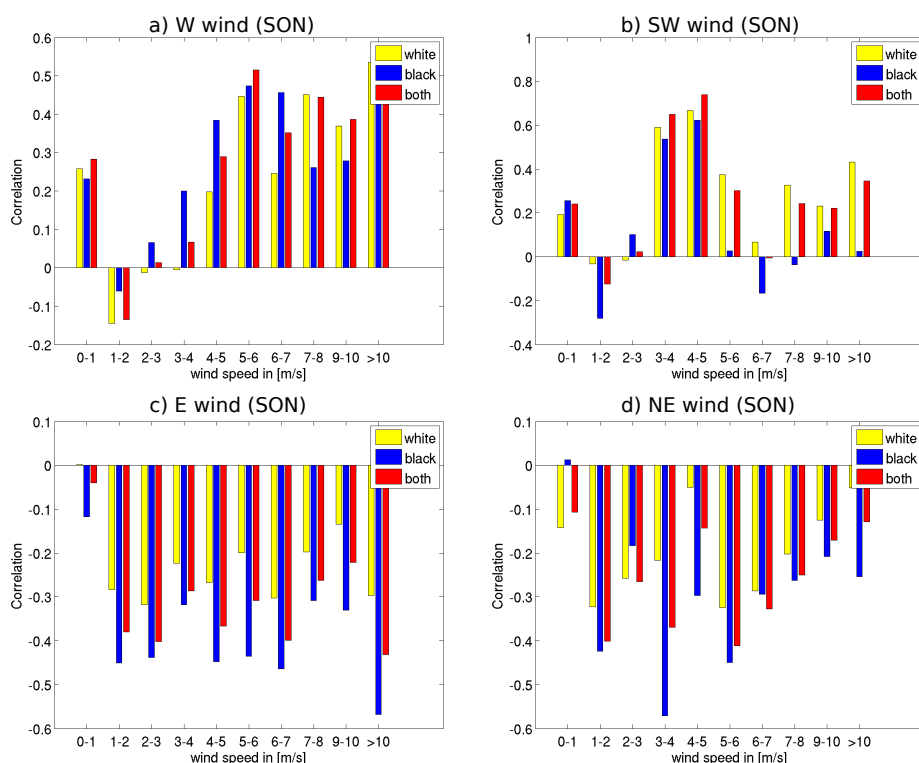 a) W wind (SON)
0.6
0.5
0.4
0.3
0.2
0.1
0
-0.1
-0.2
Correlation
white
black
both
0-1 1-2 2-3 3-4 4-5 5-6 6-7 7-8 9-10 >10
wind speed in [m/s]
b) SW wind (SON)
1
0.8
0.6
0.4
0.2
0
-0.2
-0.4
Correlation
white
black
both
0-1 1-2 2-3 3-4 4-5 5-6 6-7 7-8 9-10 >10
wind speed in [m/s]
c) E wind (SON)
0.1
0
-0.1
-0.2
-0.3
-0.4
-0.5
-0.6
Correlation
white
black
both
0-1 1-2 2-3 3-4 4-5 5-6 6-7 7-8 9-10 >10
wind speed in [m/s]
d) NE wind (SON)
0.1
0
-0.1
-0.2
-0.3
-0.4
-0.5
-0.6
Correlation
white
black
both
0-1 1-2 2-3 3-4 4-5 5-6 6-7 7-8 9-10 >10
wind speed in [m/s]